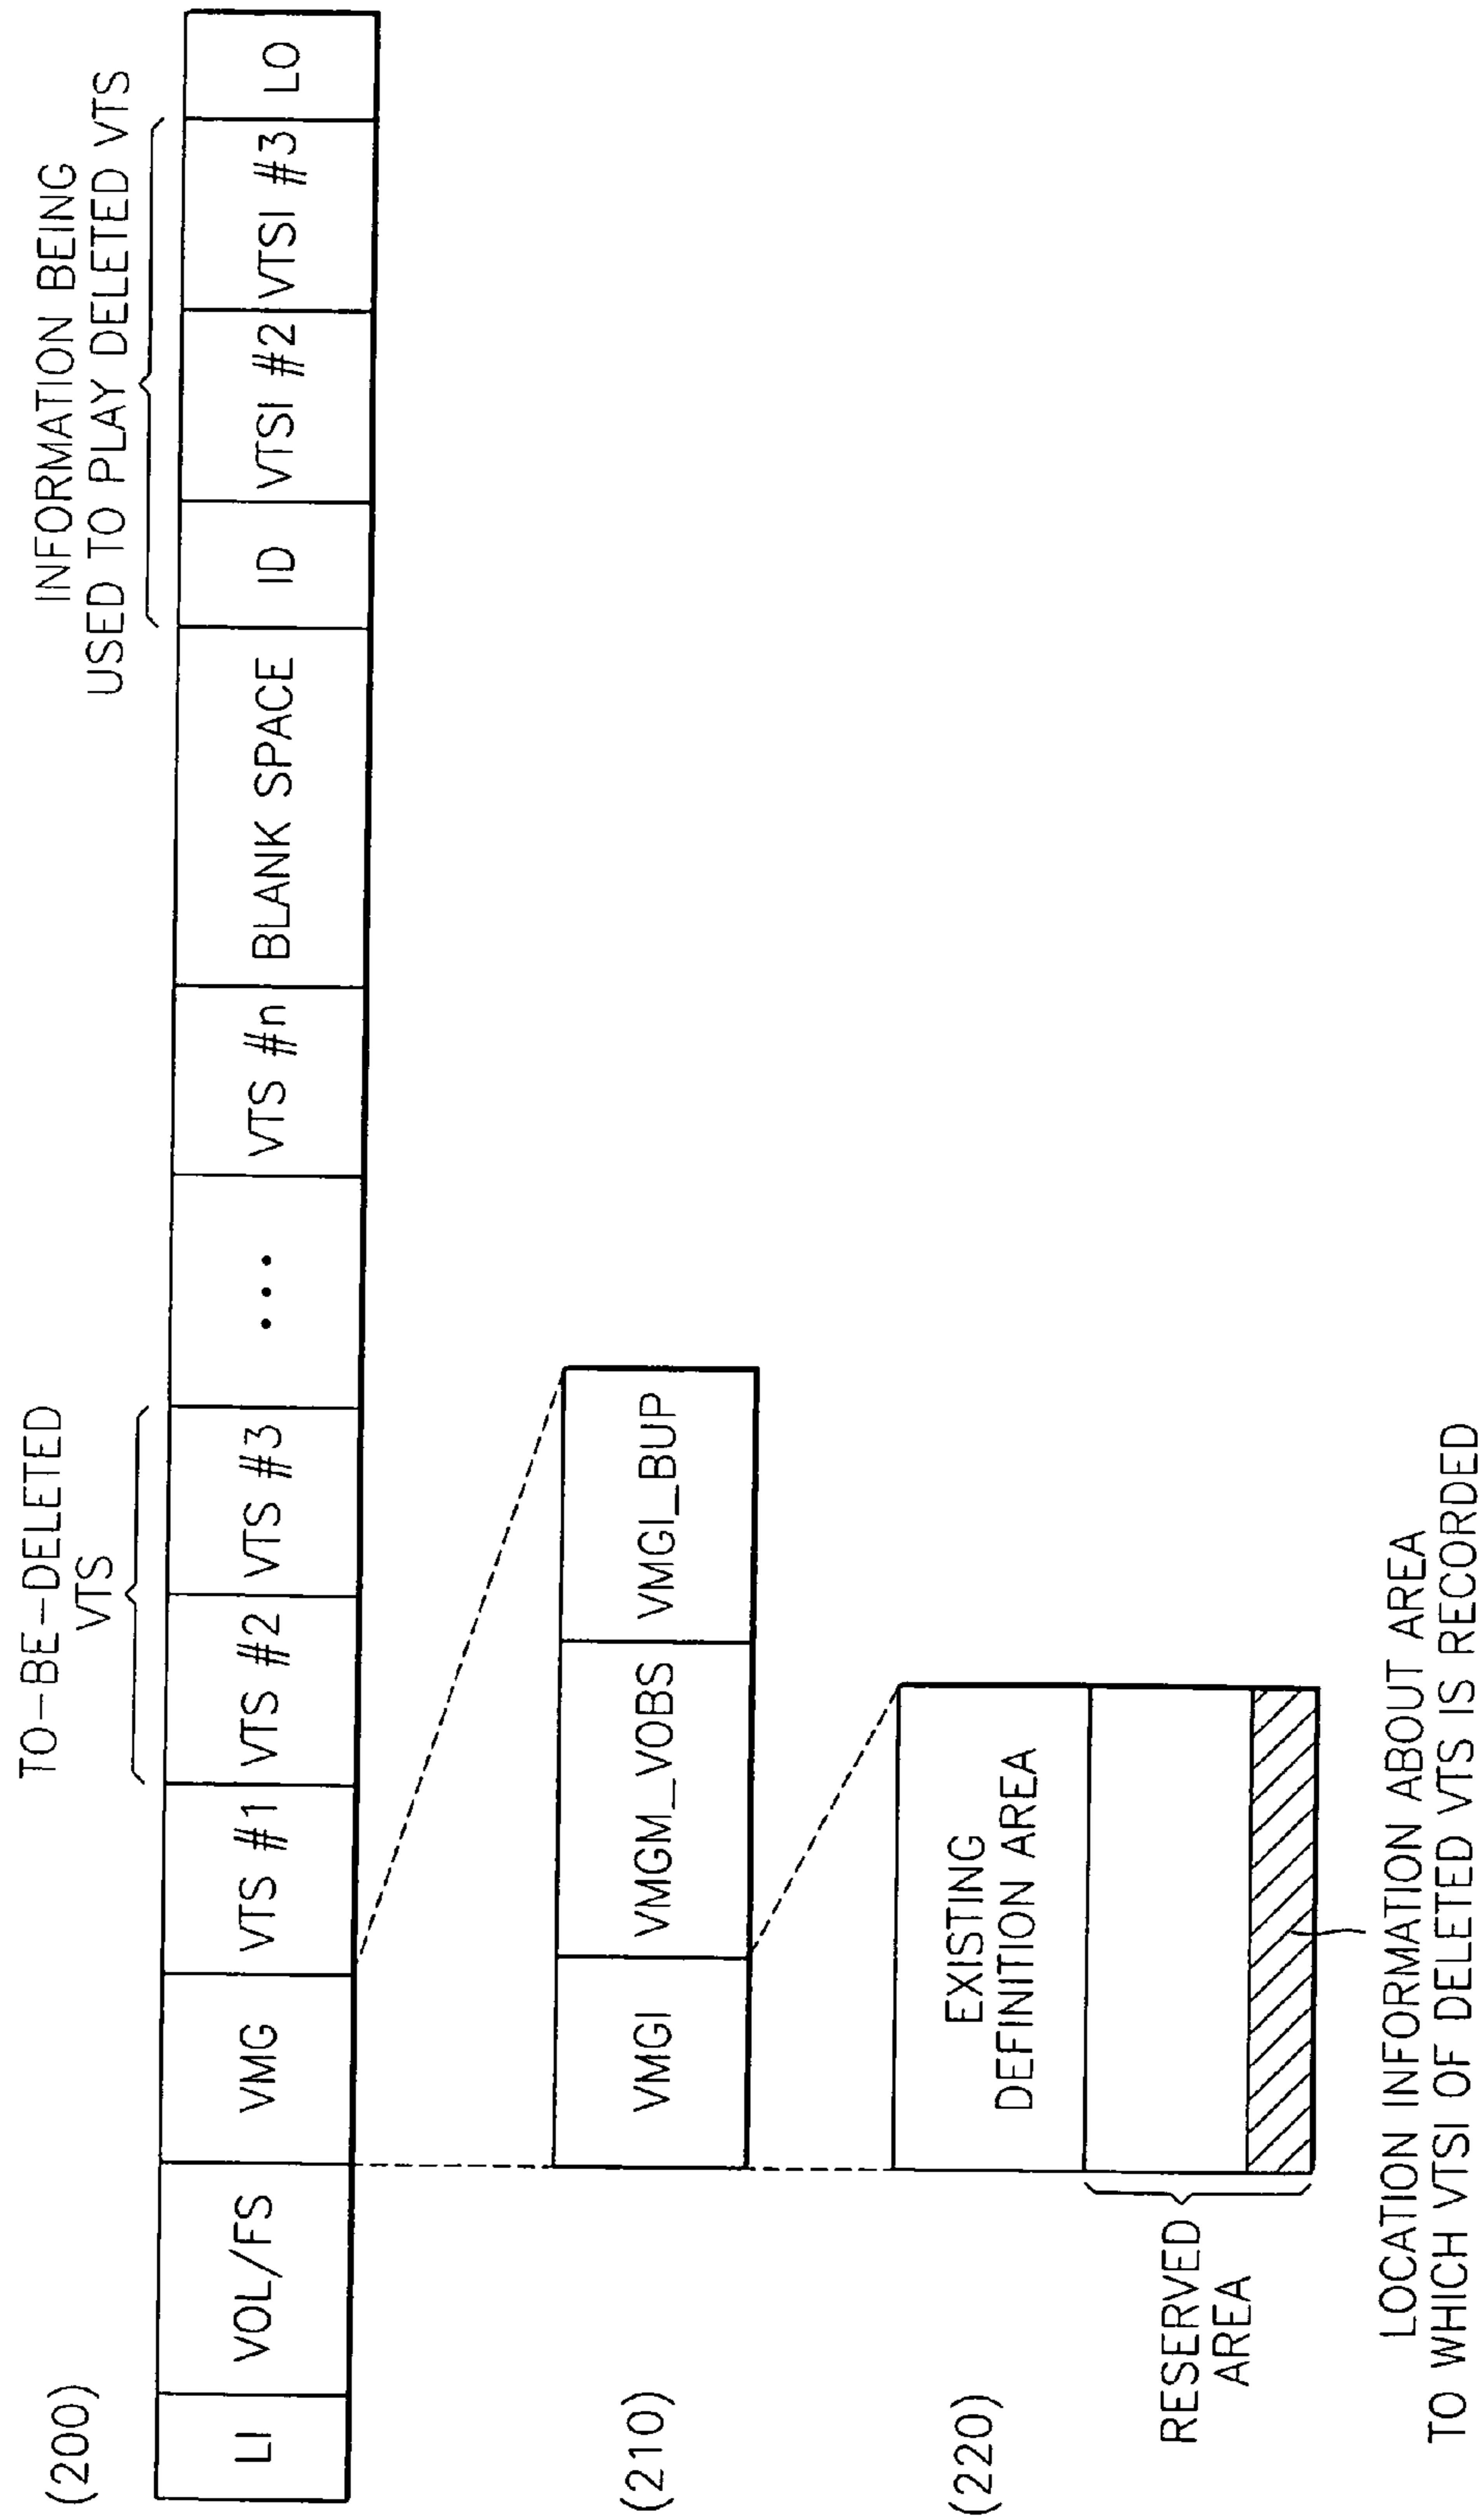 (200)
TO-BE-DELETED
VTS
INFORMATION BEING
USED TO PLAY DELETED VTS
LI
VOL/FS
VMG
VTS #1
VTS #2
VTS #3
...
VTS #n
BLANK SPACE
ID
VTSI #2
VTSI #3
LO
(210)
VMGI
VMGM_VOBS
VMGI_BUP
(220)
EXISTING
DEFINITION AREA
RESERVED
AREA
LOCATION INFORMATION ABOUT AREA
TO WHICH VTSI OF DELETED VTS IS RECORDED